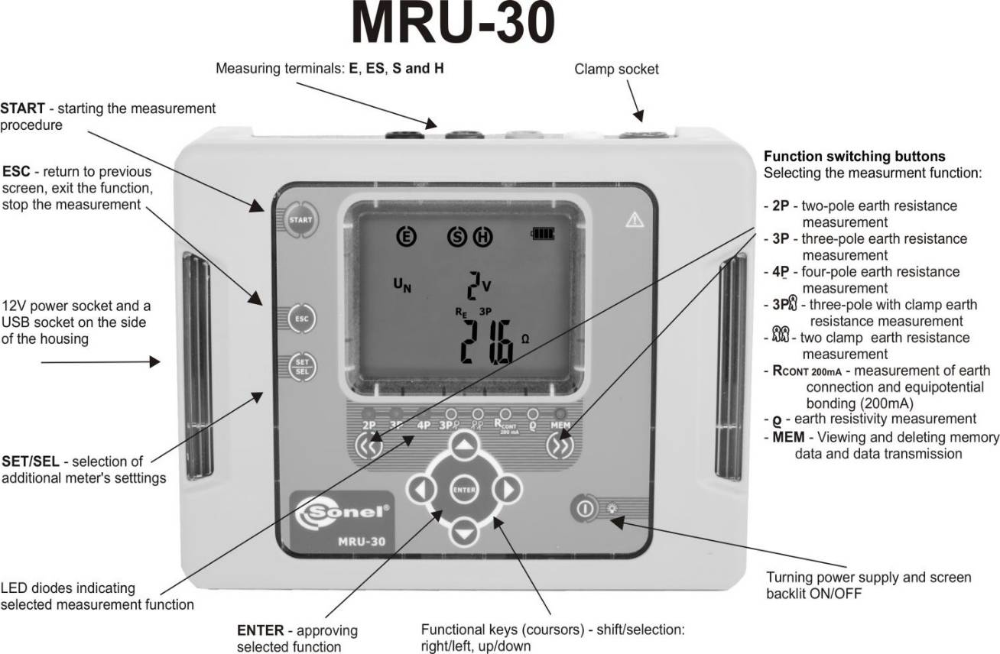 MRU-30
Measuring terminals: E, ES, S and H
Clamp socket
START - starting the measurement
procedure
ESC - return to previous
screen, exit the function,
stop the measurement
12V power socket and a
USB socket on the side
of the housing
SET/SEL - selection of
additional meter's setttings
LED diodes indicating
selected measurement function
ENTER - approving
selected function
Functional keys (coursors) - shift/selection:
right/left, up/down
Turning power supply and screen
backlit ON/OFF
Function switching buttons
Selecting the measurment function:
- 2P - two-pole earth resistance
measurement
- 3P - three-pole earth resistance
measurement
- 4P - four-pole earth resistance
measurement
- 3P - three-pole with clamp earth
resistance measurement
- - two clamp earth resistance
measurement
- RCONT 200mA - measurement of earth
connection and equipotential
bonding (200mA)
- ϱ - earth resistivity measurement
- MEM - Viewing and deleting memory
data and data transmission
START
ESC
SET
SEL
E S H
UN 2V
RE 3P
21.6 Ω
2P 3P 4P 3P RCONT 200 mA ϱ MEM
ENTER
Sonel®
MRU-30